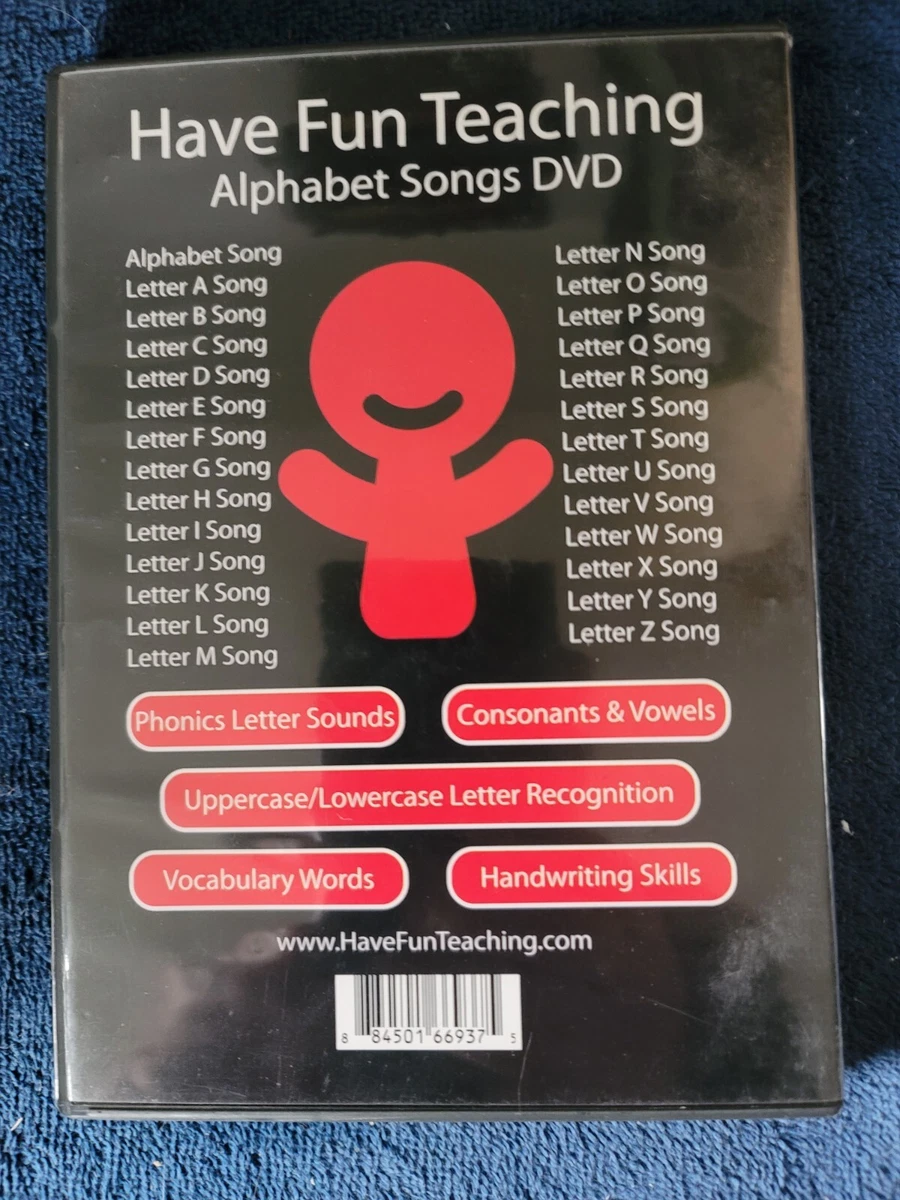 Have Fun Teaching
Alphabet Songs DVD
Alphabet Song
Letter A Song
Letter B Song
Letter C Song
Letter D Song
Letter E Song
Letter F Song
Letter G Song
Letter H Song
Letter I Song
Letter J Song
Letter K Song
Letter L Song
Letter M Song
Letter N Song
Letter O Song
Letter P Song
Letter Q Song
Letter R Song
Letter S Song
Letter T Song
Letter U Song
Letter V Song
Letter W Song
Letter X Song
Letter Y Song
Letter Z Song
Phonics Letter Sounds
Consonants & Vowels
Uppercase/Lowercase Letter Recognition
Vocabulary Words
Handwriting Skills
www.HaveFunTeaching.com
8 84501 66937 5